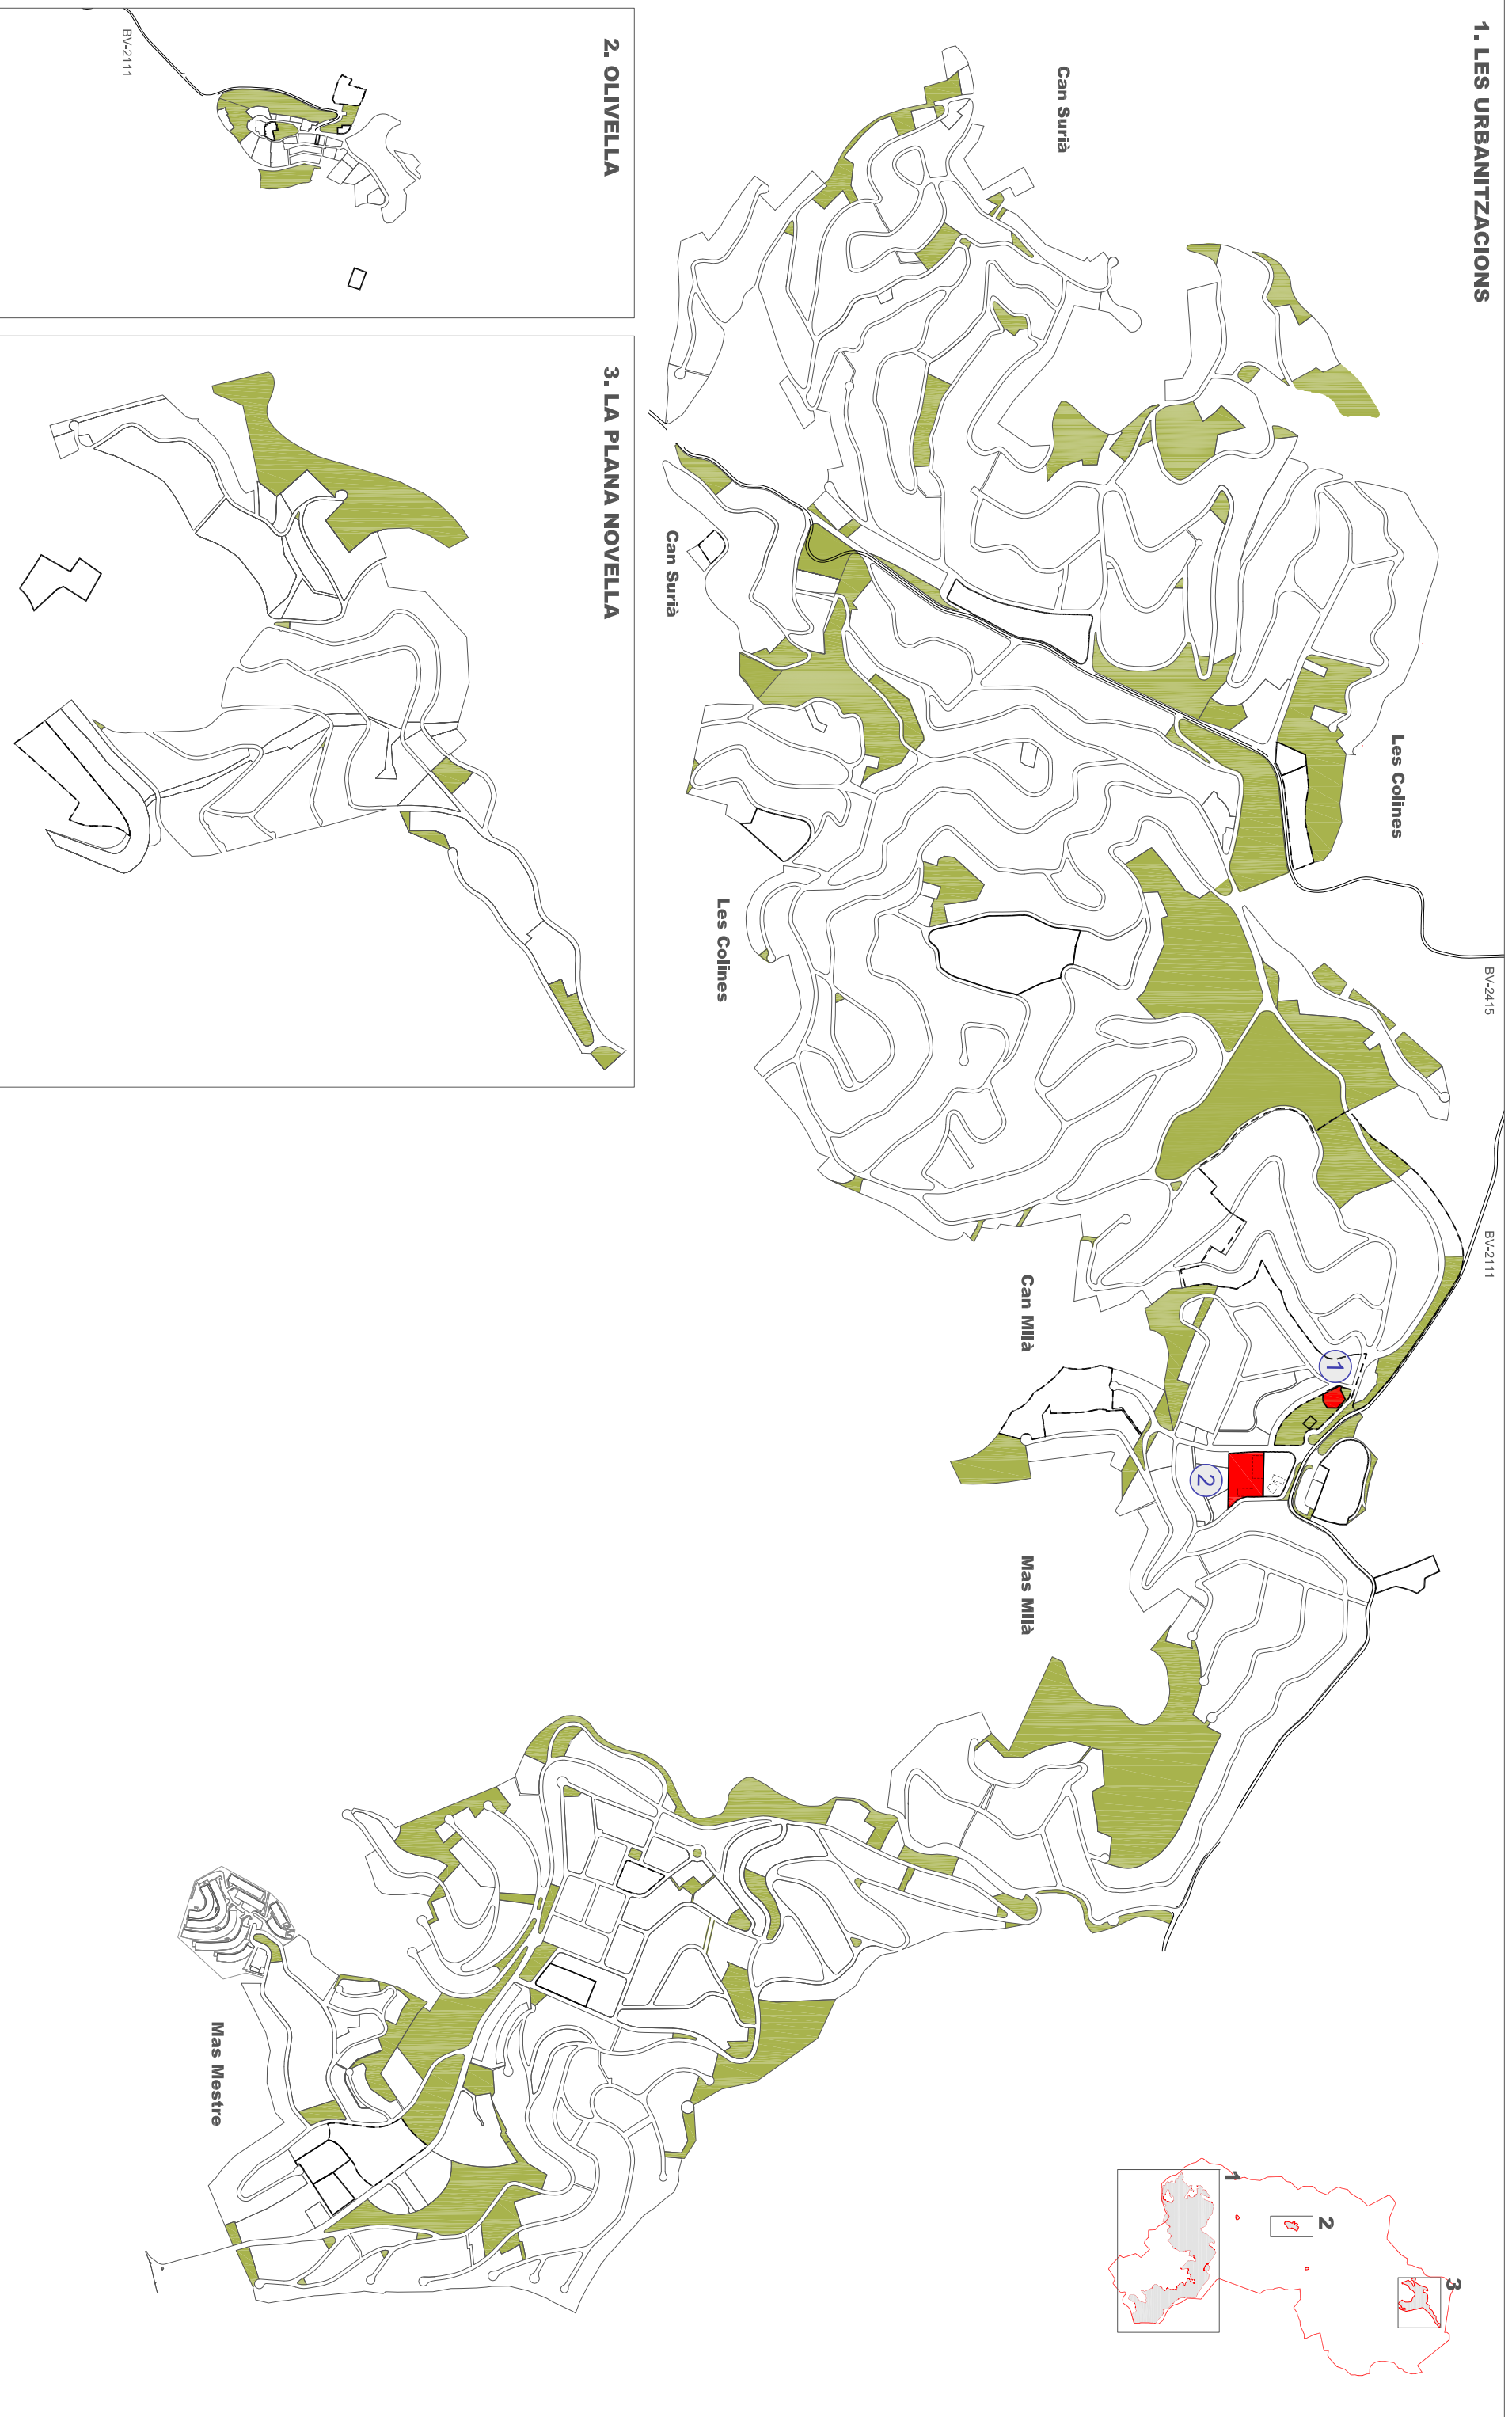 1. LES URBANITZACIONS
Can Surià
Les Colines
BV-2415
BV-2111
Can Surià
Les Colines
Can Milà
1
2
Mas Milà
Mas Mestre
2. OLIVELLA
BV-2111
3. LA PLANA NOVELLA
1
2
3